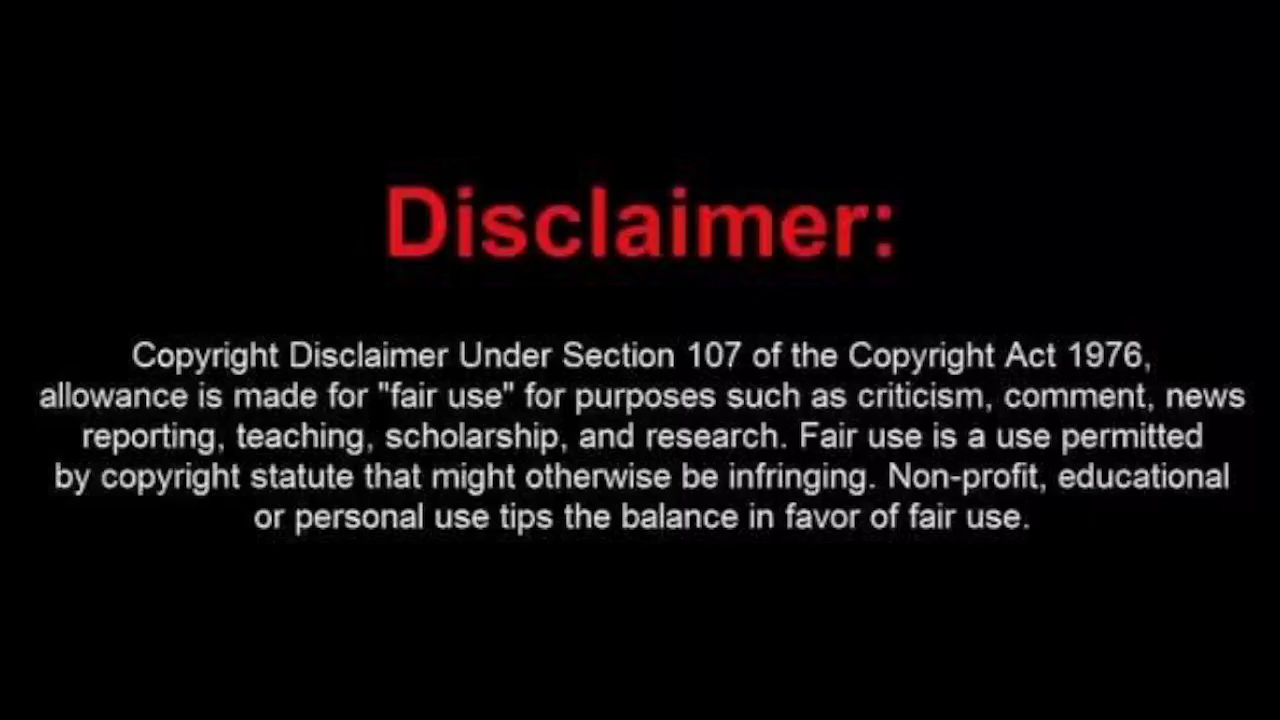 Disclaimer:
Copyright Disclaimer Under Section 107 of the Copyright Act 1976,
allowance is made for "fair use" for purposes such as criticism, comment, news
reporting, teaching, scholarship, and research. Fair use is a use permitted
by copyright statute that might otherwise be infringing. Non-profit, educational
or personal use tips the balance in favor of fair use.